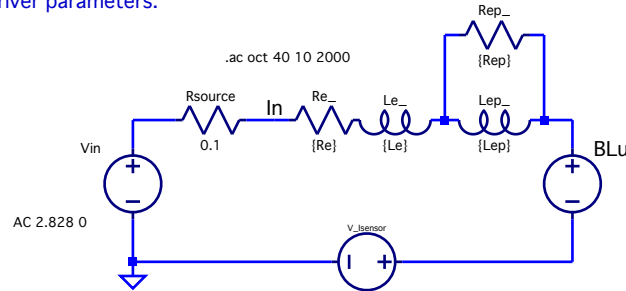 river parameters.
Rep_
{Rep}
.ac oct 40 10 2000
Rsource
0.1
In
Re_
{Re}
Le_
{Le}
Lep_
{Lep}
Vin
AC 2.828 0
BLu
V_Isensor